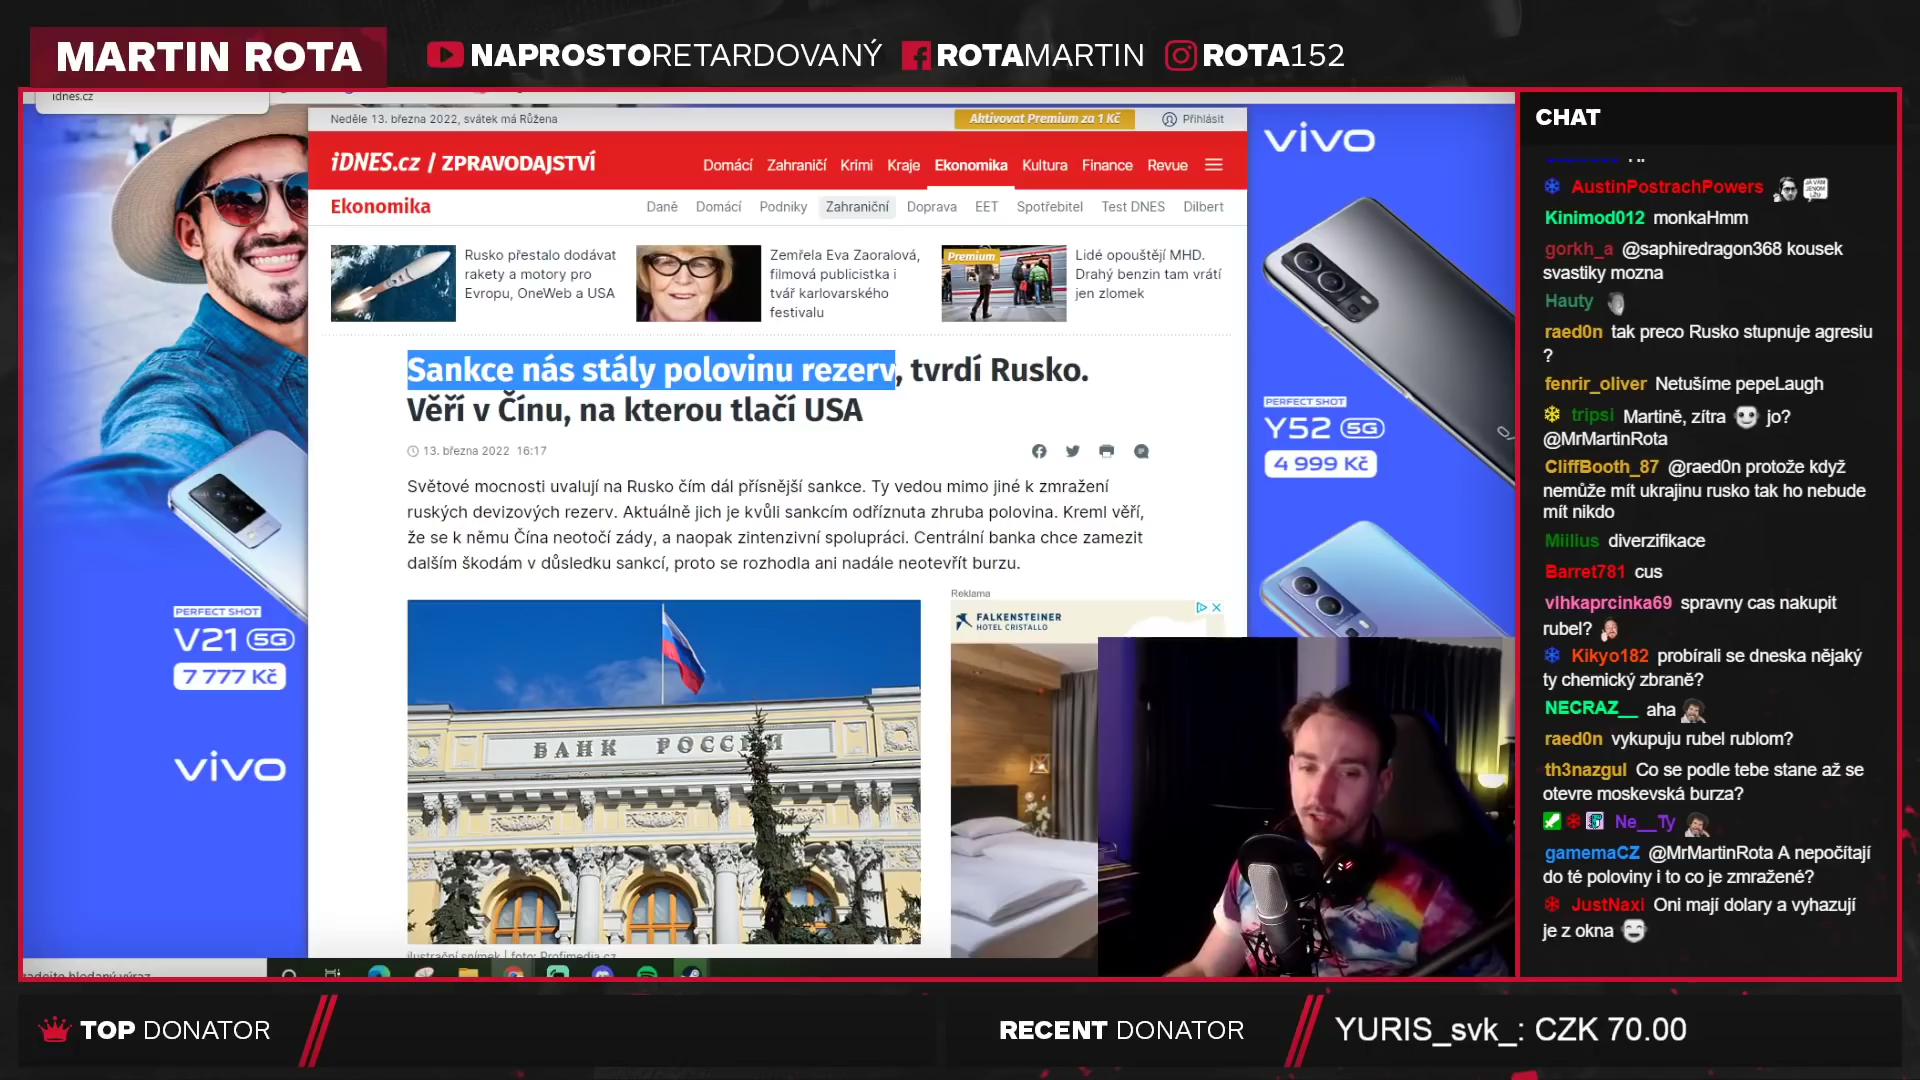 MARTIN ROTA
NAPROSTORETARDOVANÝ
ROTAMARTIN
ROTA152
idnes.cz
Neděle 13. března 2022, svátek má Růžena
Aktivovat Premium za 1 Kč
Přihlásit
iDNES.cz / ZPRAVODAJSTVÍ
Domácí Zahraničí Krimi Kraje Ekonomika Kultura Finance Revue
Ekonomika
Daně Domácí Podniky Zahraniční Doprava EET Spotřebitel Test DNES Dilbert
Rusko přestalo dodávat
rakety a motory pro
Evropu, OneWeb a USA
Zemřela Eva Zaoralová,
filmová publicistka i
tvář karlovarského
festivalu
Premium
Lidé opouštějí MHD.
Drahý benzin tam vrátí
jen zlomek
Sankce nás stály polovinu rezerv, tvrdí Rusko.
Věří v Čínu, na kterou tlačí USA
13. března 2022 16:17
Světové mocnosti uvalují na Rusko čím dál přísnější sankce. Ty vedou mimo jiné k zmražení
ruských devizových rezerv. Aktuálně jich je kvůli sankcím odříznuta zhruba polovina. Kreml věří,
že se k němu Čína neotočí zády, a naopak zintenzivní spolupráci. Centrální banka chce zamezit
dalším škodám v důsledku sankcí, proto se rozhodla ani nadále neotevřít burzu.
БАНК РОССИИ
ilustrační snímek | foto: Profimedia.cz
Reklama
FALKENSTEINER
HOTEL CRISTALLO
PERFECT SHOT
V21 5G
7 777 Kč
vivo
vivo
PERFECT SHOT
Y52 5G
4 999 Kč
zadejte hledaný výraz
CHAT
AustinPostrachPowers
Kinimod012 monkaHmm
gorkh_a @saphiredragon368 kousek
svastiky mozna
Hauty
raed0n tak preco Rusko stupnuje agresiu
?
fenrir_oliver Netušíme pepeLaugh
tripsi Martině, zítra jo?
@MrMartinRota
CliffBooth_87 @raed0n protože když
nemůže mít ukrajinu rusko tak ho nebude
mít nikdo
Miilius diverzifikace
Barret781 cus
vlhkaprcinka69 spravny cas nakupit
rubel?
Kikyo182 probírali se dneska nějaký
ty chemický zbraně?
NECRAZ__ aha
raed0n vykupuju rubel rublom?
th3nazgul Co se podle tebe stane až se
otevre moskevská burza?
Ne__Ty
gamemaCZ @MrMartinRota A nepočítají
do té poloviny i to co je zmražené?
JustNaxi Oni mají dolary a vyhazují
je z okna
TOP DONATOR
RECENT DONATOR
YURIS_svk_: CZK 70.00